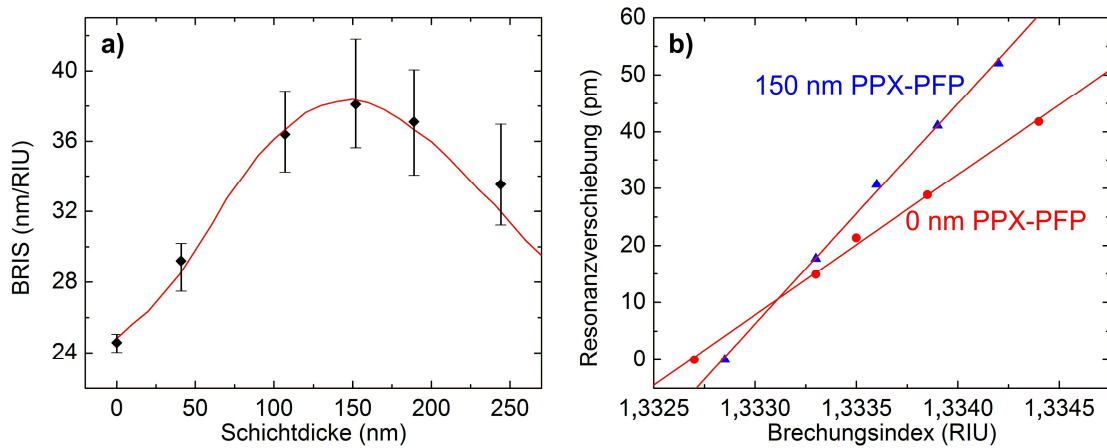 a)
BRIS (nm/RIU)
40
36
32
28
24
0 50 100 150 200 250
Schichtdicke (nm)
b)
Resonanzverschiebung (pm)
60
50
40
30
20
10
0
150 nm PPX-PFP
0 nm PPX-PFP
1,3325 1,3330 1,3335 1,3340 1,3345
Brechungsindex (RIU)